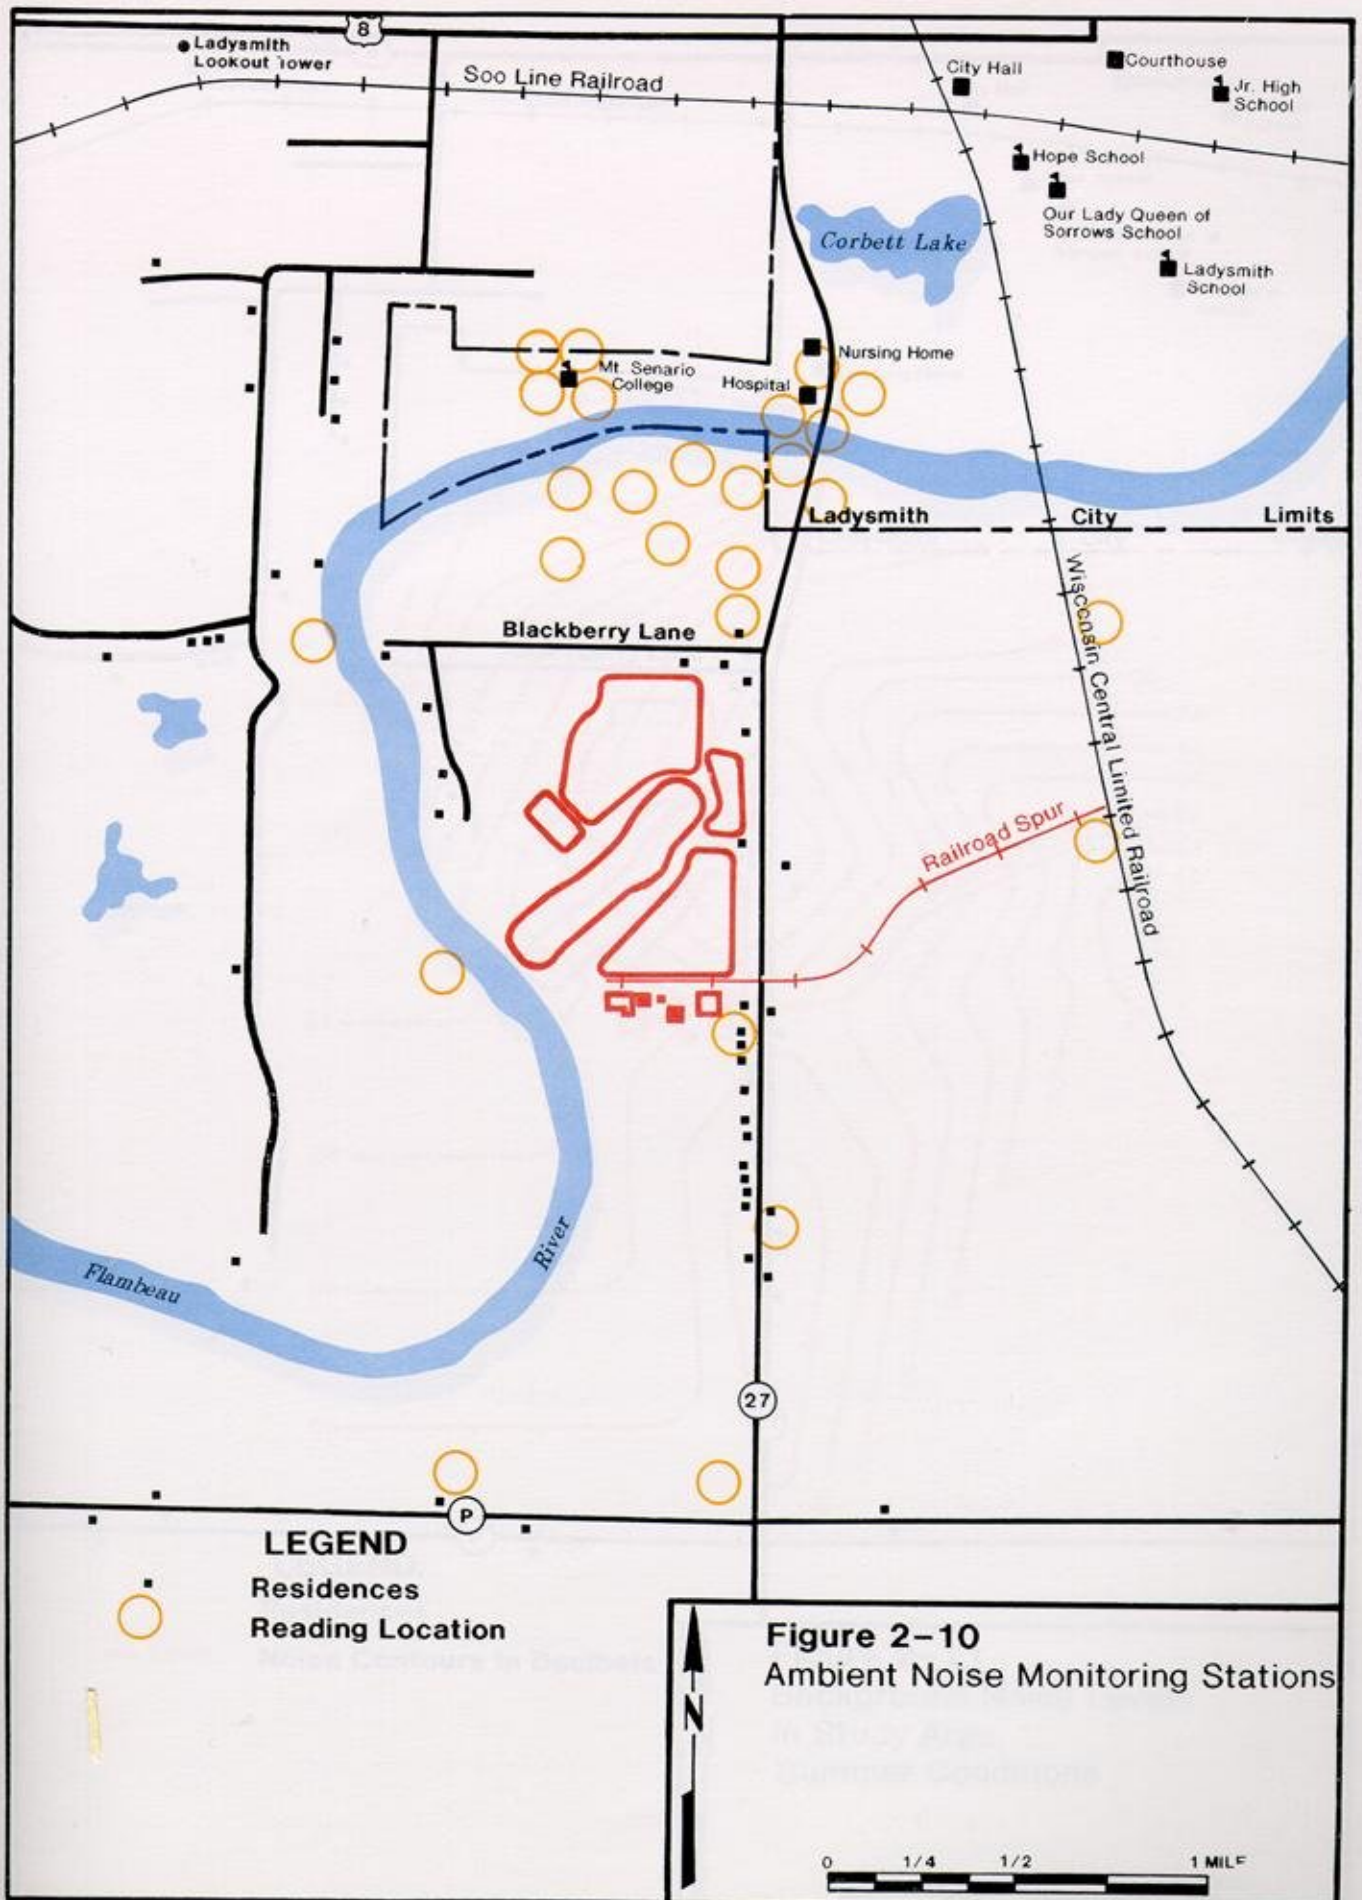 8
Ladysmith
Lookout Tower
Soo Line Railroad
City Hall
Courthouse
Jr. High
School
Hope School
Our Lady Queen of
Sorrows School
Corbett Lake
Ladysmith
School
Nursing Home
Mt. Senario
College
Hospital
Ladysmith City Limits
Blackberry Lane
Wisconsin Central Limited Railroad
Railroad Spur
Flambeau
River
27
P
LEGEND
Residences
Reading Location
N
Figure 2-10
Ambient Noise Monitoring Stations
0 1/4 1/2 1 MILE